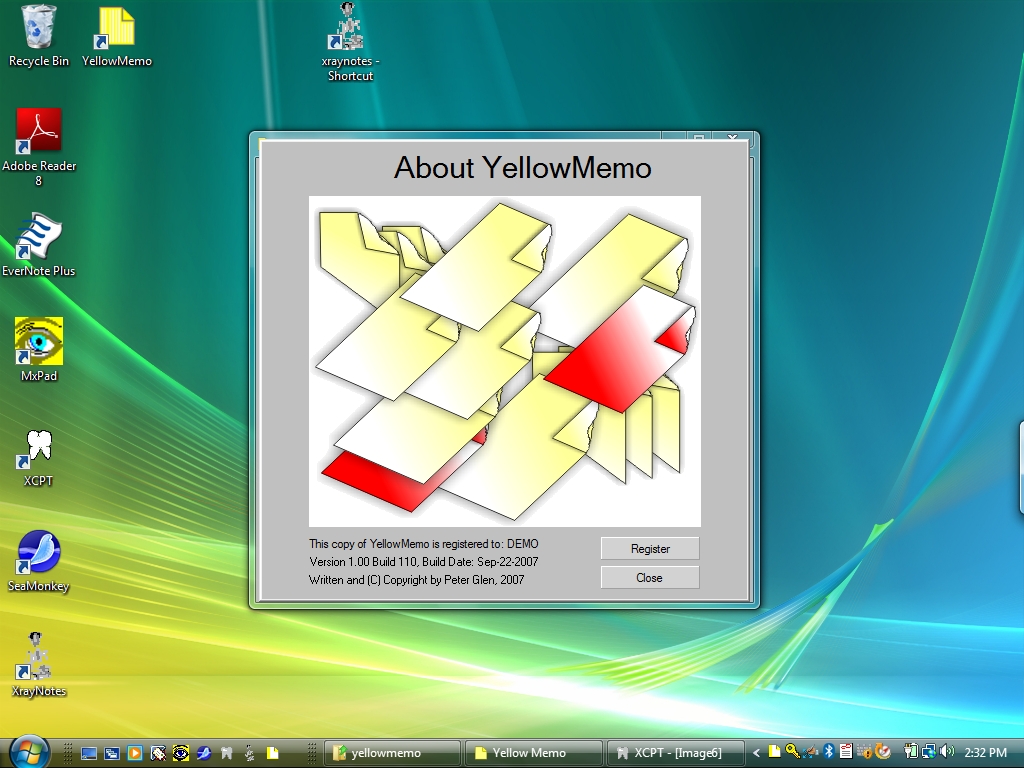 Recycle Bin
YellowMemo
xraynotes -
Shortcut
Adobe Reader
8
EverNote Plus
MxPad
XCPT
SeaMonkey
XrayNotes
About YellowMemo
This copy of YellowMemo is registered to: DEMO
Version 1.00 Build 110, Build Date: Sep-22-2007
Written and (C) Copyright by Peter Glen, 2007
Register
Close
yellowmemo
Yellow Memo
XCPT - [Image6]
2:32 PM